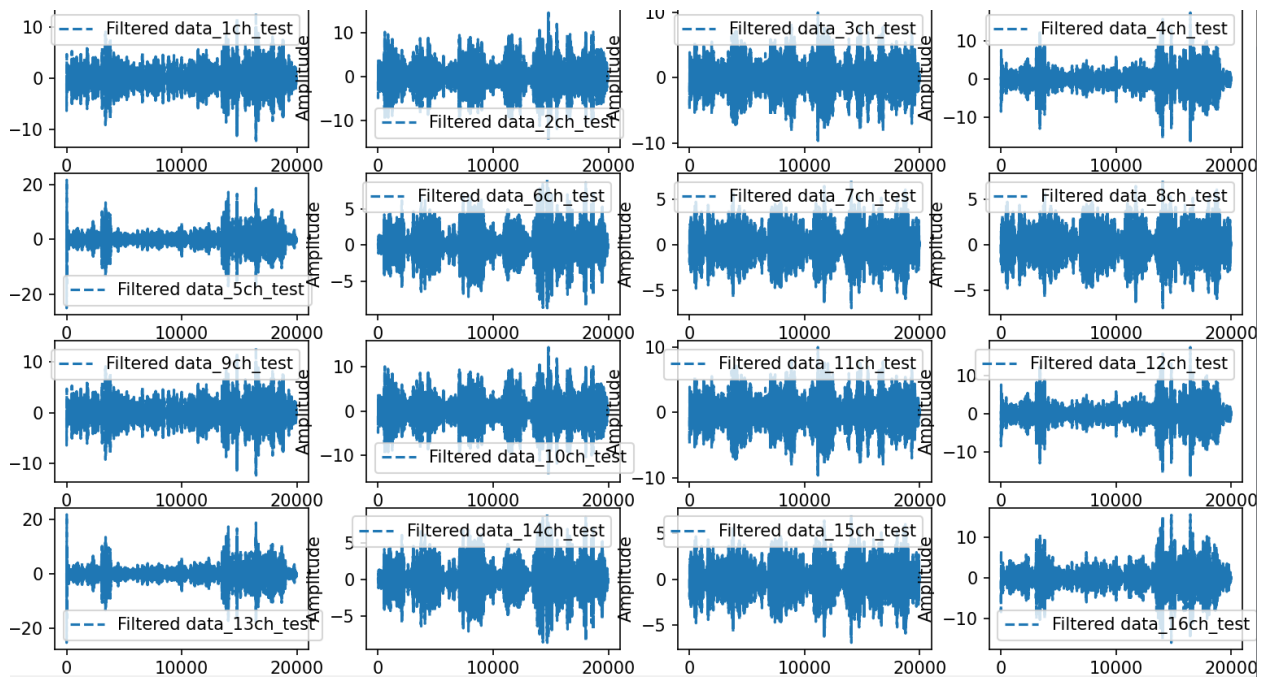 10
0
−10
Filtered data_1ch_test
0 10000 20000
Amplitude
10
0
−10
Filtered data_2ch_test
0 10000 20000
Amplitude
10
0
−10
Filtered data_3ch_test
0 10000 20000
Amplitude
10
0
−10
Filtered data_4ch_test
0 10000 20000
20
0
−20
Filtered data_5ch_test
0 10000 20000
Amplitude
5
0
−5
Filtered data_6ch_test
0 10000 20000
Amplitude
5
0
−5
Filtered data_7ch_test
0 10000 20000
Amplitude
5
0
−5
Filtered data_8ch_test
0 10000 20000
10
0
−10
Filtered data_9ch_test
0 10000 20000
Amplitude
10
0
−10
Filtered data_10ch_test
0 10000 20000
Amplitude
10
0
−10
Filtered data_11ch_test
0 10000 20000
Amplitude
10
0
−10
Filtered data_12ch_test
0 10000 20000
20
0
−20
Filtered data_13ch_test
0 10000 20000
Amplitude
5
0
−5
Filtered data_14ch_test
0 10000 20000
Amplitude
5
0
−5
Filtered data_15ch_test
0 10000 20000
Amplitude
10
0
−10
Filtered data_16ch_test
0 10000 20000